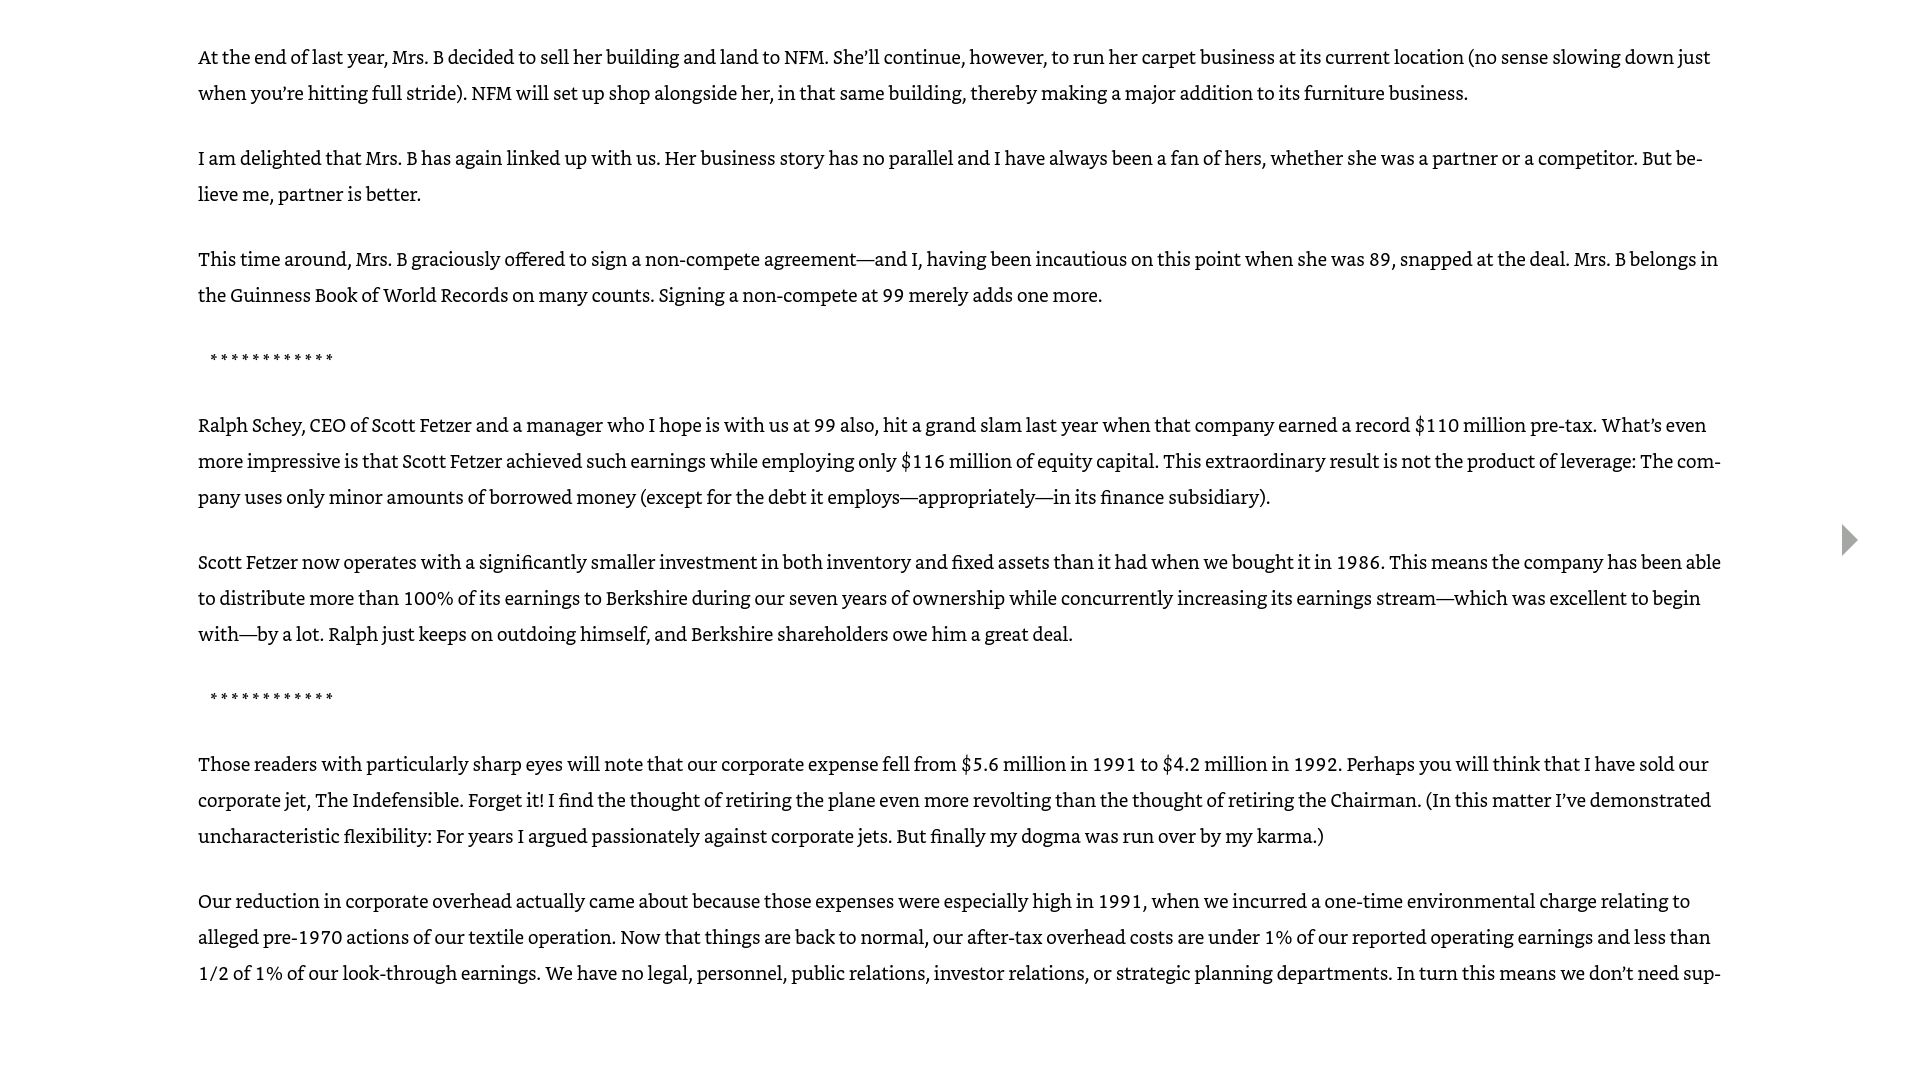 At the end of last year, Mrs. B decided to sell her building and land to NFM. She’ll continue, however, to run her carpet business at its current location (no sense slowing down just
when you’re hitting full stride). NFM will set up shop alongside her, in that same building, thereby making a major addition to its furniture business.
I am delighted that Mrs. B has again linked up with us. Her business story has no parallel and I have always been a fan of hers, whether she was a partner or a competitor. But be-
lieve me, partner is better.
This time around, Mrs. B graciously offered to sign a non-compete agreement—and I, having been incautious on this point when she was 89, snapped at the deal. Mrs. B belongs in
the Guinness Book of World Records on many counts. Signing a non-compete at 99 merely adds one more.
************
Ralph Schey, CEO of Scott Fetzer and a manager who I hope is with us at 99 also, hit a grand slam last year when that company earned a record $110 million pre-tax. What’s even
more impressive is that Scott Fetzer achieved such earnings while employing only $116 million of equity capital. This extraordinary result is not the product of leverage: The com-
pany uses only minor amounts of borrowed money (except for the debt it employs—appropriately—in its finance subsidiary).
Scott Fetzer now operates with a significantly smaller investment in both inventory and fixed assets than it had when we bought it in 1986. This means the company has been able
to distribute more than 100% of its earnings to Berkshire during our seven years of ownership while concurrently increasing its earnings stream—which was excellent to begin
with—by a lot. Ralph just keeps on outdoing himself, and Berkshire shareholders owe him a great deal.
************
Those readers with particularly sharp eyes will note that our corporate expense fell from $5.6 million in 1991 to $4.2 million in 1992. Perhaps you will think that I have sold our
corporate jet, The Indefensible. Forget it! I find the thought of retiring the plane even more revolting than the thought of retiring the Chairman. (In this matter I’ve demonstrated
uncharacteristic flexibility: For years I argued passionately against corporate jets. But finally my dogma was run over by my karma.)
Our reduction in corporate overhead actually came about because those expenses were especially high in 1991, when we incurred a one-time environmental charge relating to
alleged pre-1970 actions of our textile operation. Now that things are back to normal, our after-tax overhead costs are under 1% of our reported operating earnings and less than
1/2 of 1% of our look-through earnings. We have no legal, personnel, public relations, investor relations, or strategic planning departments. In turn this means we don’t need sup-